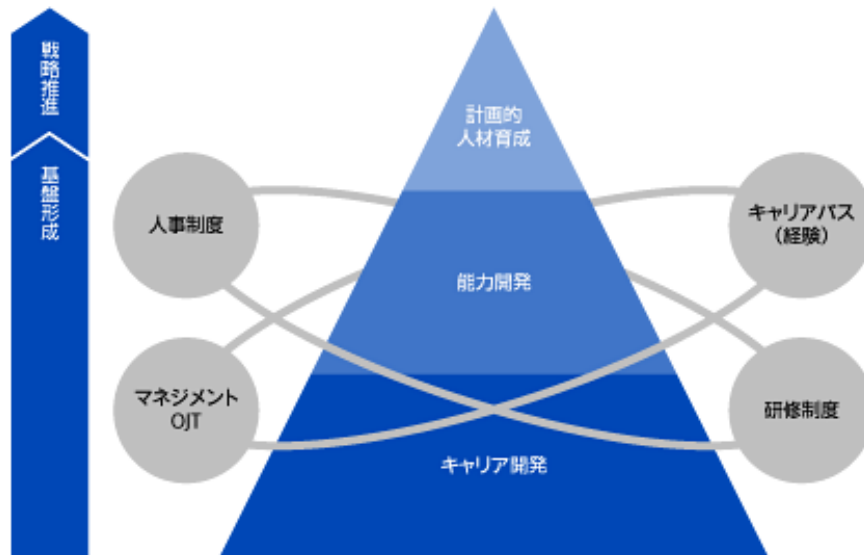 戦略推進
基盤形成
計画的
人材育成
人事制度
キャリアパス
(経験)
能力開発
マネジメント
OJT
研修制度
キャリア開発